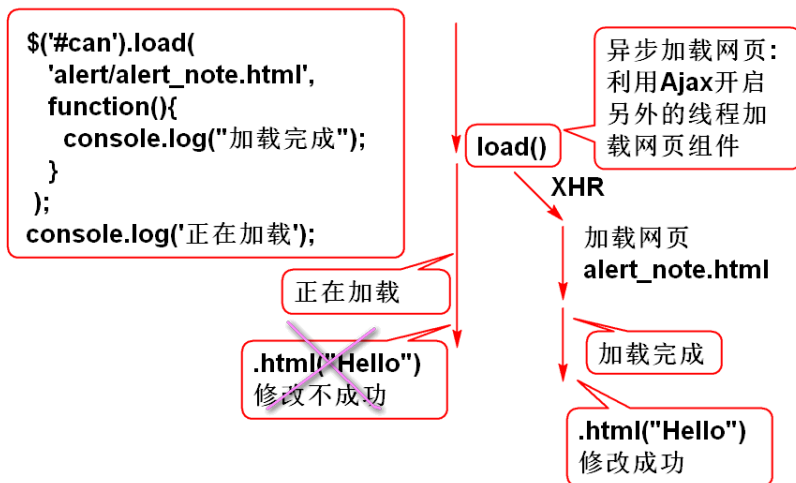 $('#can').load(
'alert/alert_note.html',
function(){
console.log("加载完成");
}
);
console.log('正在加载');
异步加载网页:
利用Ajax开启
另外的线程加
载网页组件
load()
XHR
加载网页
alert_note.html
正在加载
.html("Hello")
修改不成功
加载完成
.html("Hello")
修改成功